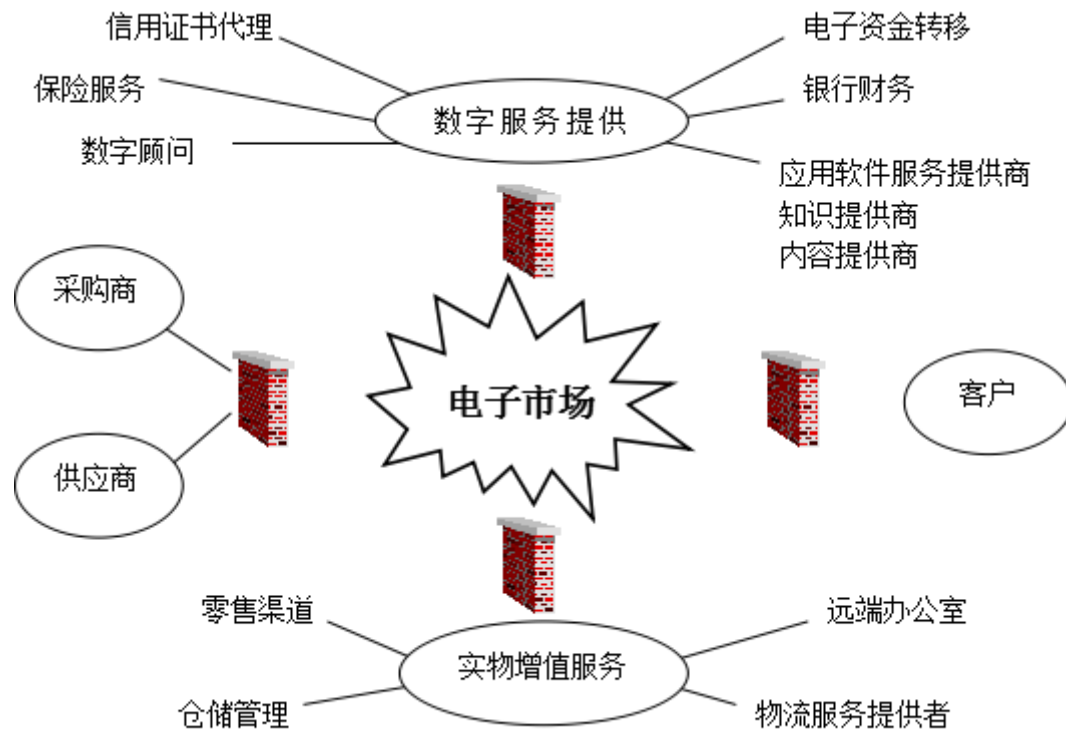 信用证书代理
电子资金转移
保险服务
银行财务
数字服务提供
数字顾问
应用软件服务提供商
知识提供商
内容提供商
采购商
电子市场
客户
供应商
零售渠道
远端办公室
实物增值服务
仓储管理
物流服务提供者